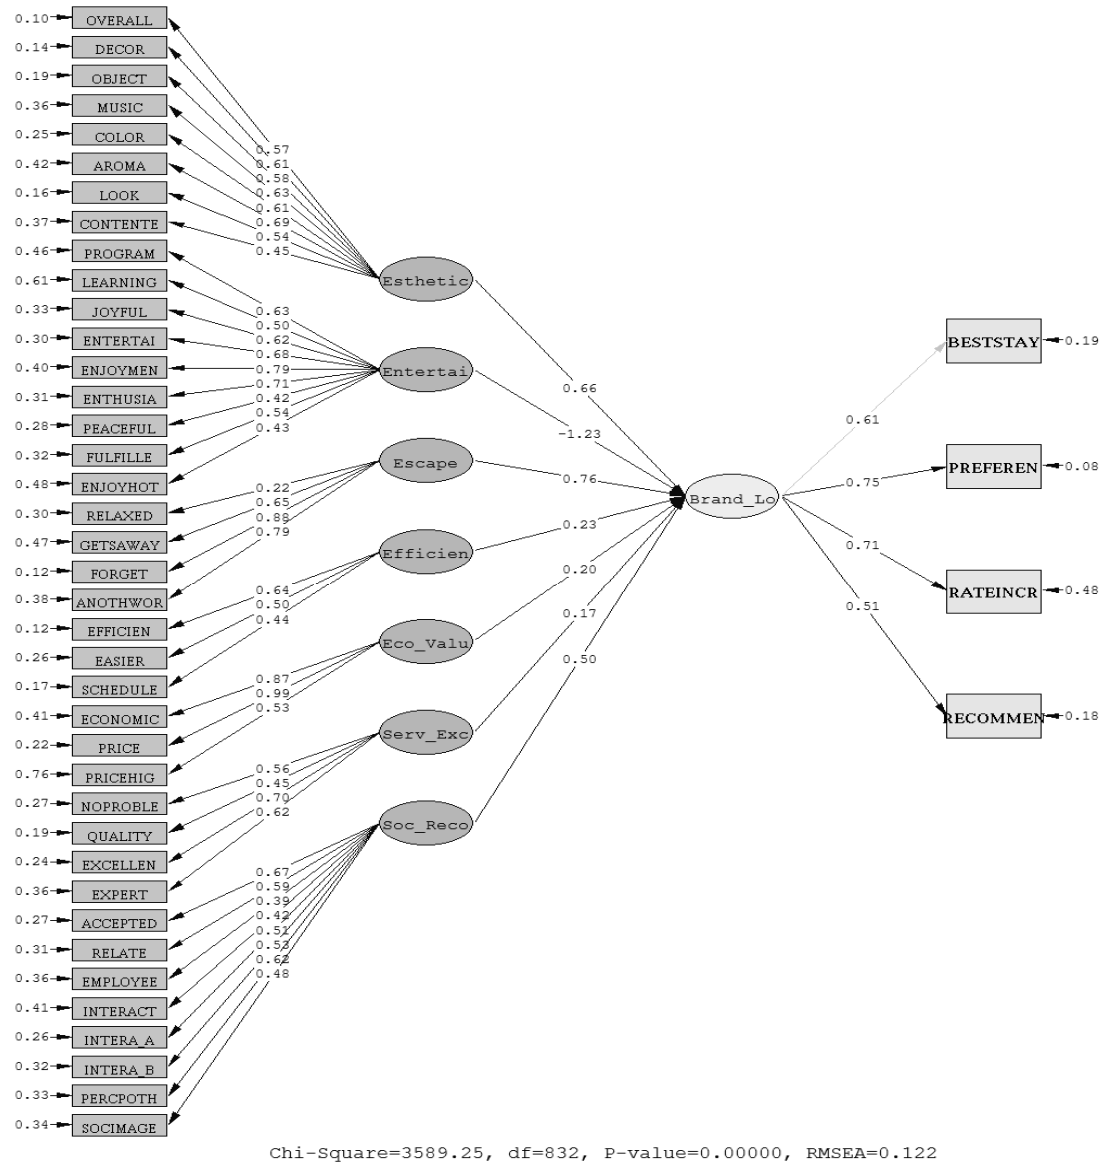 0.10 OVERALL
0.14 DECOR
0.19 OBJECT
0.36 MUSIC
0.25 COLOR
0.42 AROMA
0.16 LOOK
0.37 CONTENTE
0.46 PROGRAM
0.61 LEARNING
0.33 JOYFUL
0.30 ENTERTAI
0.40 ENJOYMEN
0.31 ENTHUSIA
0.28 PEACEFUL
0.32 FULFILLE
0.48 ENJOYHOT
0.30 RELAXED
0.47 GETSAWAY
0.12 FORGET
0.38 ANOTHWOR
0.12 EFFICIEN
0.26 EASIER
0.17 SCHEDULE
0.41 ECONOMIC
0.22 PRICE
0.76 PRICEHIG
0.27 NOPROBLE
0.19 QUALITY
0.24 EXCELLEN
0.36 EXPERT
0.27 ACCEPTED
0.31 RELATE
0.36 EMPLOYEE
0.41 INTERACT
0.26 INTERA_A
0.32 INTERA_B
0.33 PERCPOTH
0.34 SOCIMAGE
0.57
0.61
0.58
0.63
0.61
0.69
0.54
0.45
0.63
0.50
0.62
0.68
0.79
0.71
0.42
0.54
0.43
0.22
0.65
0.88
0.79
0.64
0.50
0.44
0.87
0.99
0.53
0.56
0.45
0.70
0.62
0.67
0.59
0.39
0.42
0.51
0.53
0.62
0.48
Esthetic
Entertai
Escape
Efficien
Eco_Valu
Serv_Exc
Soc_Reco
0.66
-1.23
0.76
0.23
0.20
0.17
0.50
Brand_Lo
0.61
0.75
0.71
0.51
BESTSTAY 0.19
PREFEREN 0.08
RATEINCR 0.48
RECOMMEN 0.18
Chi-Square=3589.25, df=832, P-value=0.00000, RMSEA=0.122